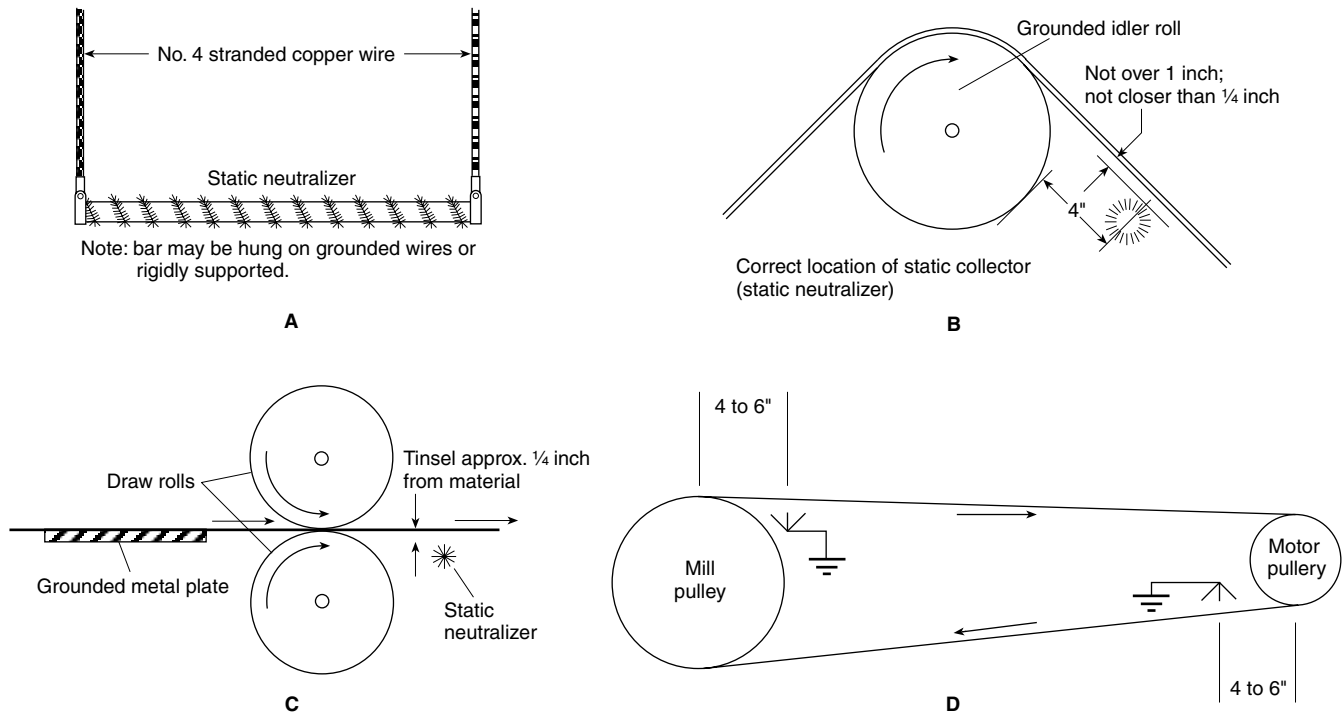 No. 4 stranded copper wire
Static neutralizer
Note: bar may be hung on grounded wires or
rigidly supported.
A
Grounded idler roll
Not over 1 inch;
not closer than ¼ inch
4"
Correct location of static collector
(static neutralizer)
B
Draw rolls
Tinsel approx. ¼ inch
from material
Grounded metal plate
Static
neutralizer
C
4 to 6"
Mill
pulley
Motor
pullery
4 to 6"
D